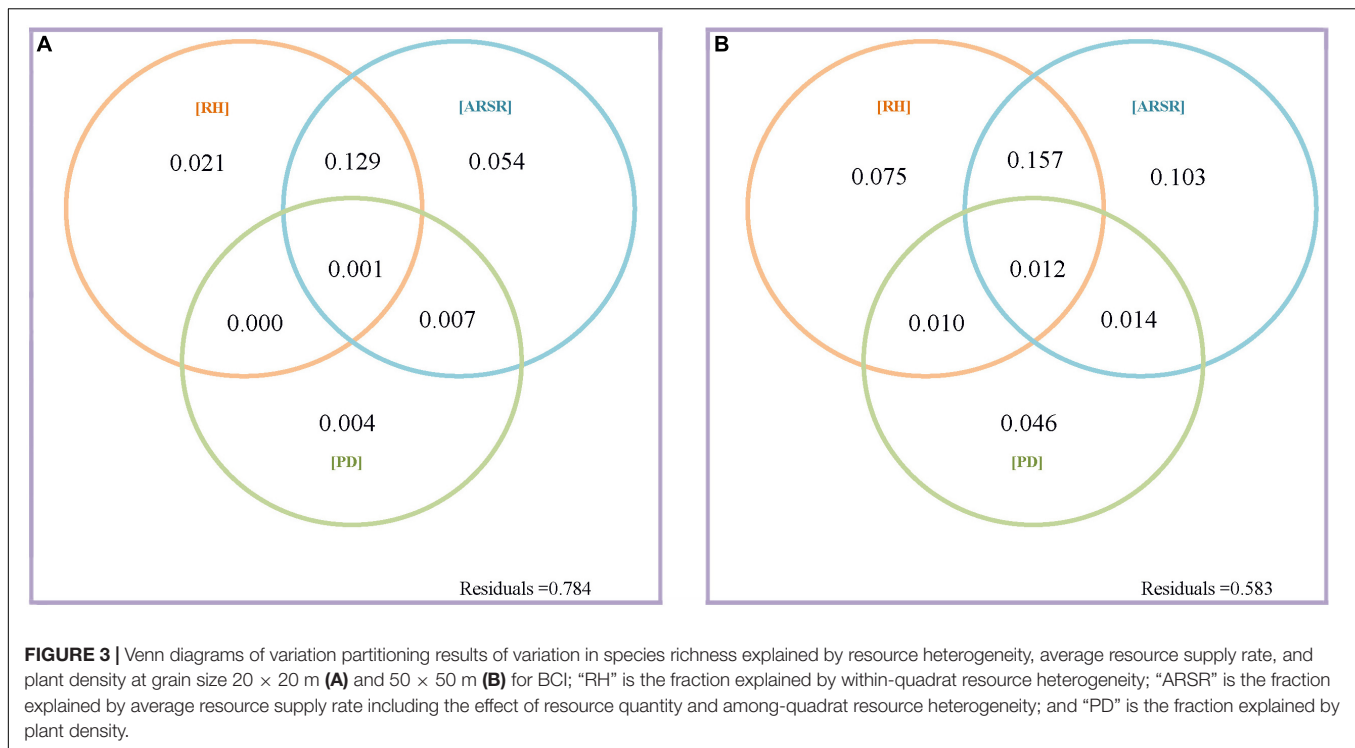 A
[RH]
[ARSR]
0.021
0.129
0.054
0.001
0.000
0.007
0.004
[PD]
Residuals =0.784
B
[RH]
[ARSR]
0.075
0.157
0.103
0.012
0.010
0.014
0.046
[PD]
Residuals =0.583
FIGURE 3 | Venn diagrams of variation partitioning results of variation in species richness explained by resource heterogeneity, average resource supply rate, and
plant density at grain size 20 × 20 m (A) and 50 × 50 m (B) for BCI; “RH” is the fraction explained by within-quadrat resource heterogeneity; “ARSR” is the fraction
explained by average resource supply rate including the effect of resource quantity and among-quadrat resource heterogeneity; and “PD” is the fraction explained by
plant density.